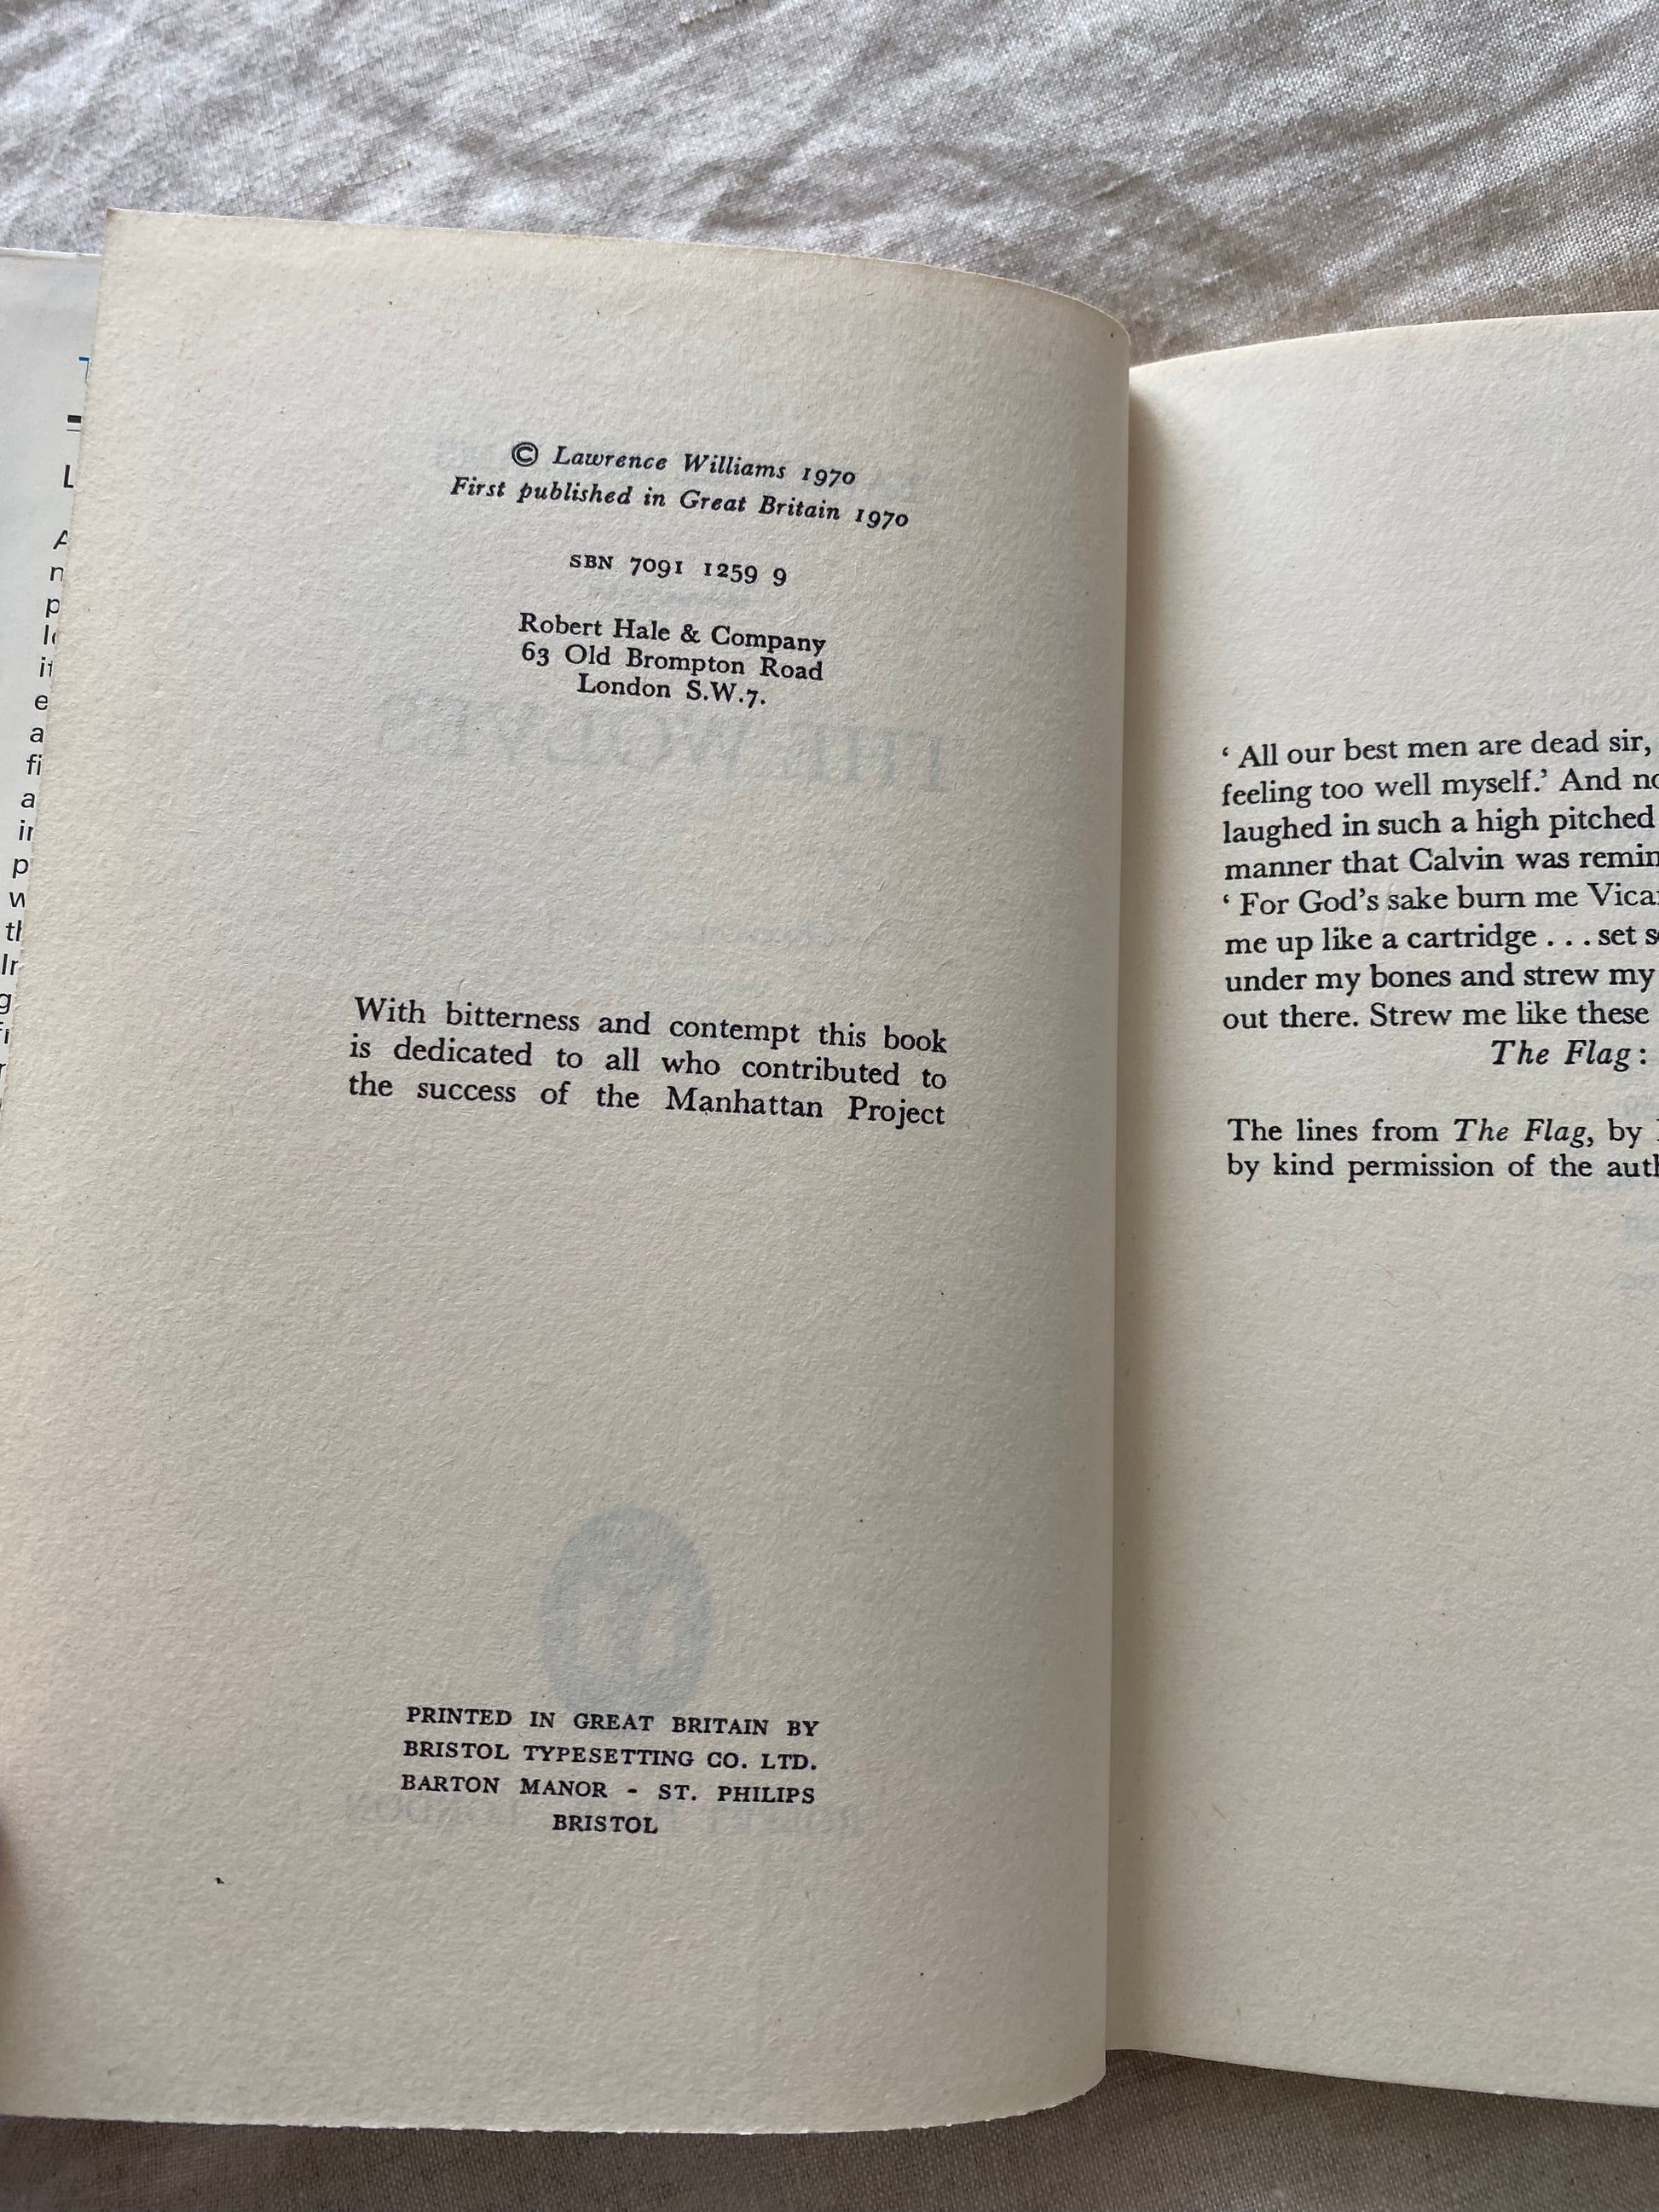 © Lawrence Williams 1970
First published in Great Britain 1970
SBN 7091 1259 9
Robert Hale & Company
63 Old Brompton Road
London S.W.7.
With bitterness and contempt this book
is dedicated to all who contributed to
the success of the Manhattan Project
PRINTED IN GREAT BRITAIN BY
BRISTOL TYPESETTING CO. LTD.
BARTON MANOR - ST. PHILIPS
BRISTOL
‘ All our best men are dead sir,
feeling too well myself.’ And
laughed in such a high pitched
manner that Calvin was
‘ For God’s sake burn me
me up like a cartridge . . . set
under my bones and strew my
out there. Strew me like these
The Flag :
The lines from The Flag, by
by kind permission of the